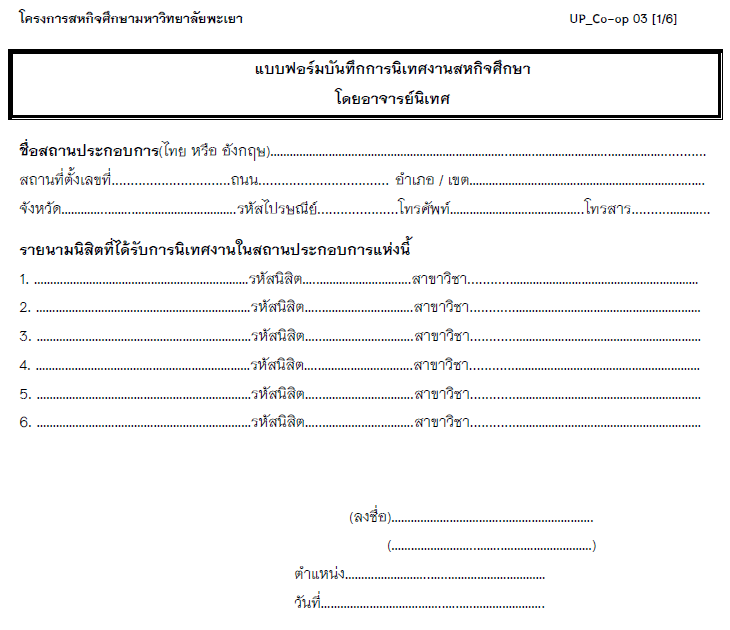 โครงการสหกิจศึกษามหาวิทยาลัยพะเยา UP_Co-op 03 [1/6]
แบบฟอร์มบันทึกการนิเทศงานสหกิจศึกษา
โดยอาจารย์นิเทศ
ชื่อสถานประกอบการ(ไทย หรือ อังกฤษ)............................................................
สถานที่ตั้งเลขที่..............................ถนน.................................. อำเภอ / เขต..............................
จังหวัด..............................รหัสไปรษณีย์.....................โทรศัพท์..............................โทรสาร.....................
รายนามนิสิตที่ได้รับการนิเทศงานในสถานประกอบการแห่งนี้
1. ..............................รหัสนิสิต..............................สาขาวิชา..............................
2. ..............................รหัสนิสิต..............................สาขาวิชา..............................
3. ..............................รหัสนิสิต..............................สาขาวิชา..............................
4. ..............................รหัสนิสิต..............................สาขาวิชา..............................
5. ..............................รหัสนิสิต..............................สาขาวิชา..............................
6. ..............................รหัสนิสิต..............................สาขาวิชา..............................
(ลงชื่อ)..............................
(..............................)
ตำแหน่ง..............................
วันที่..............................